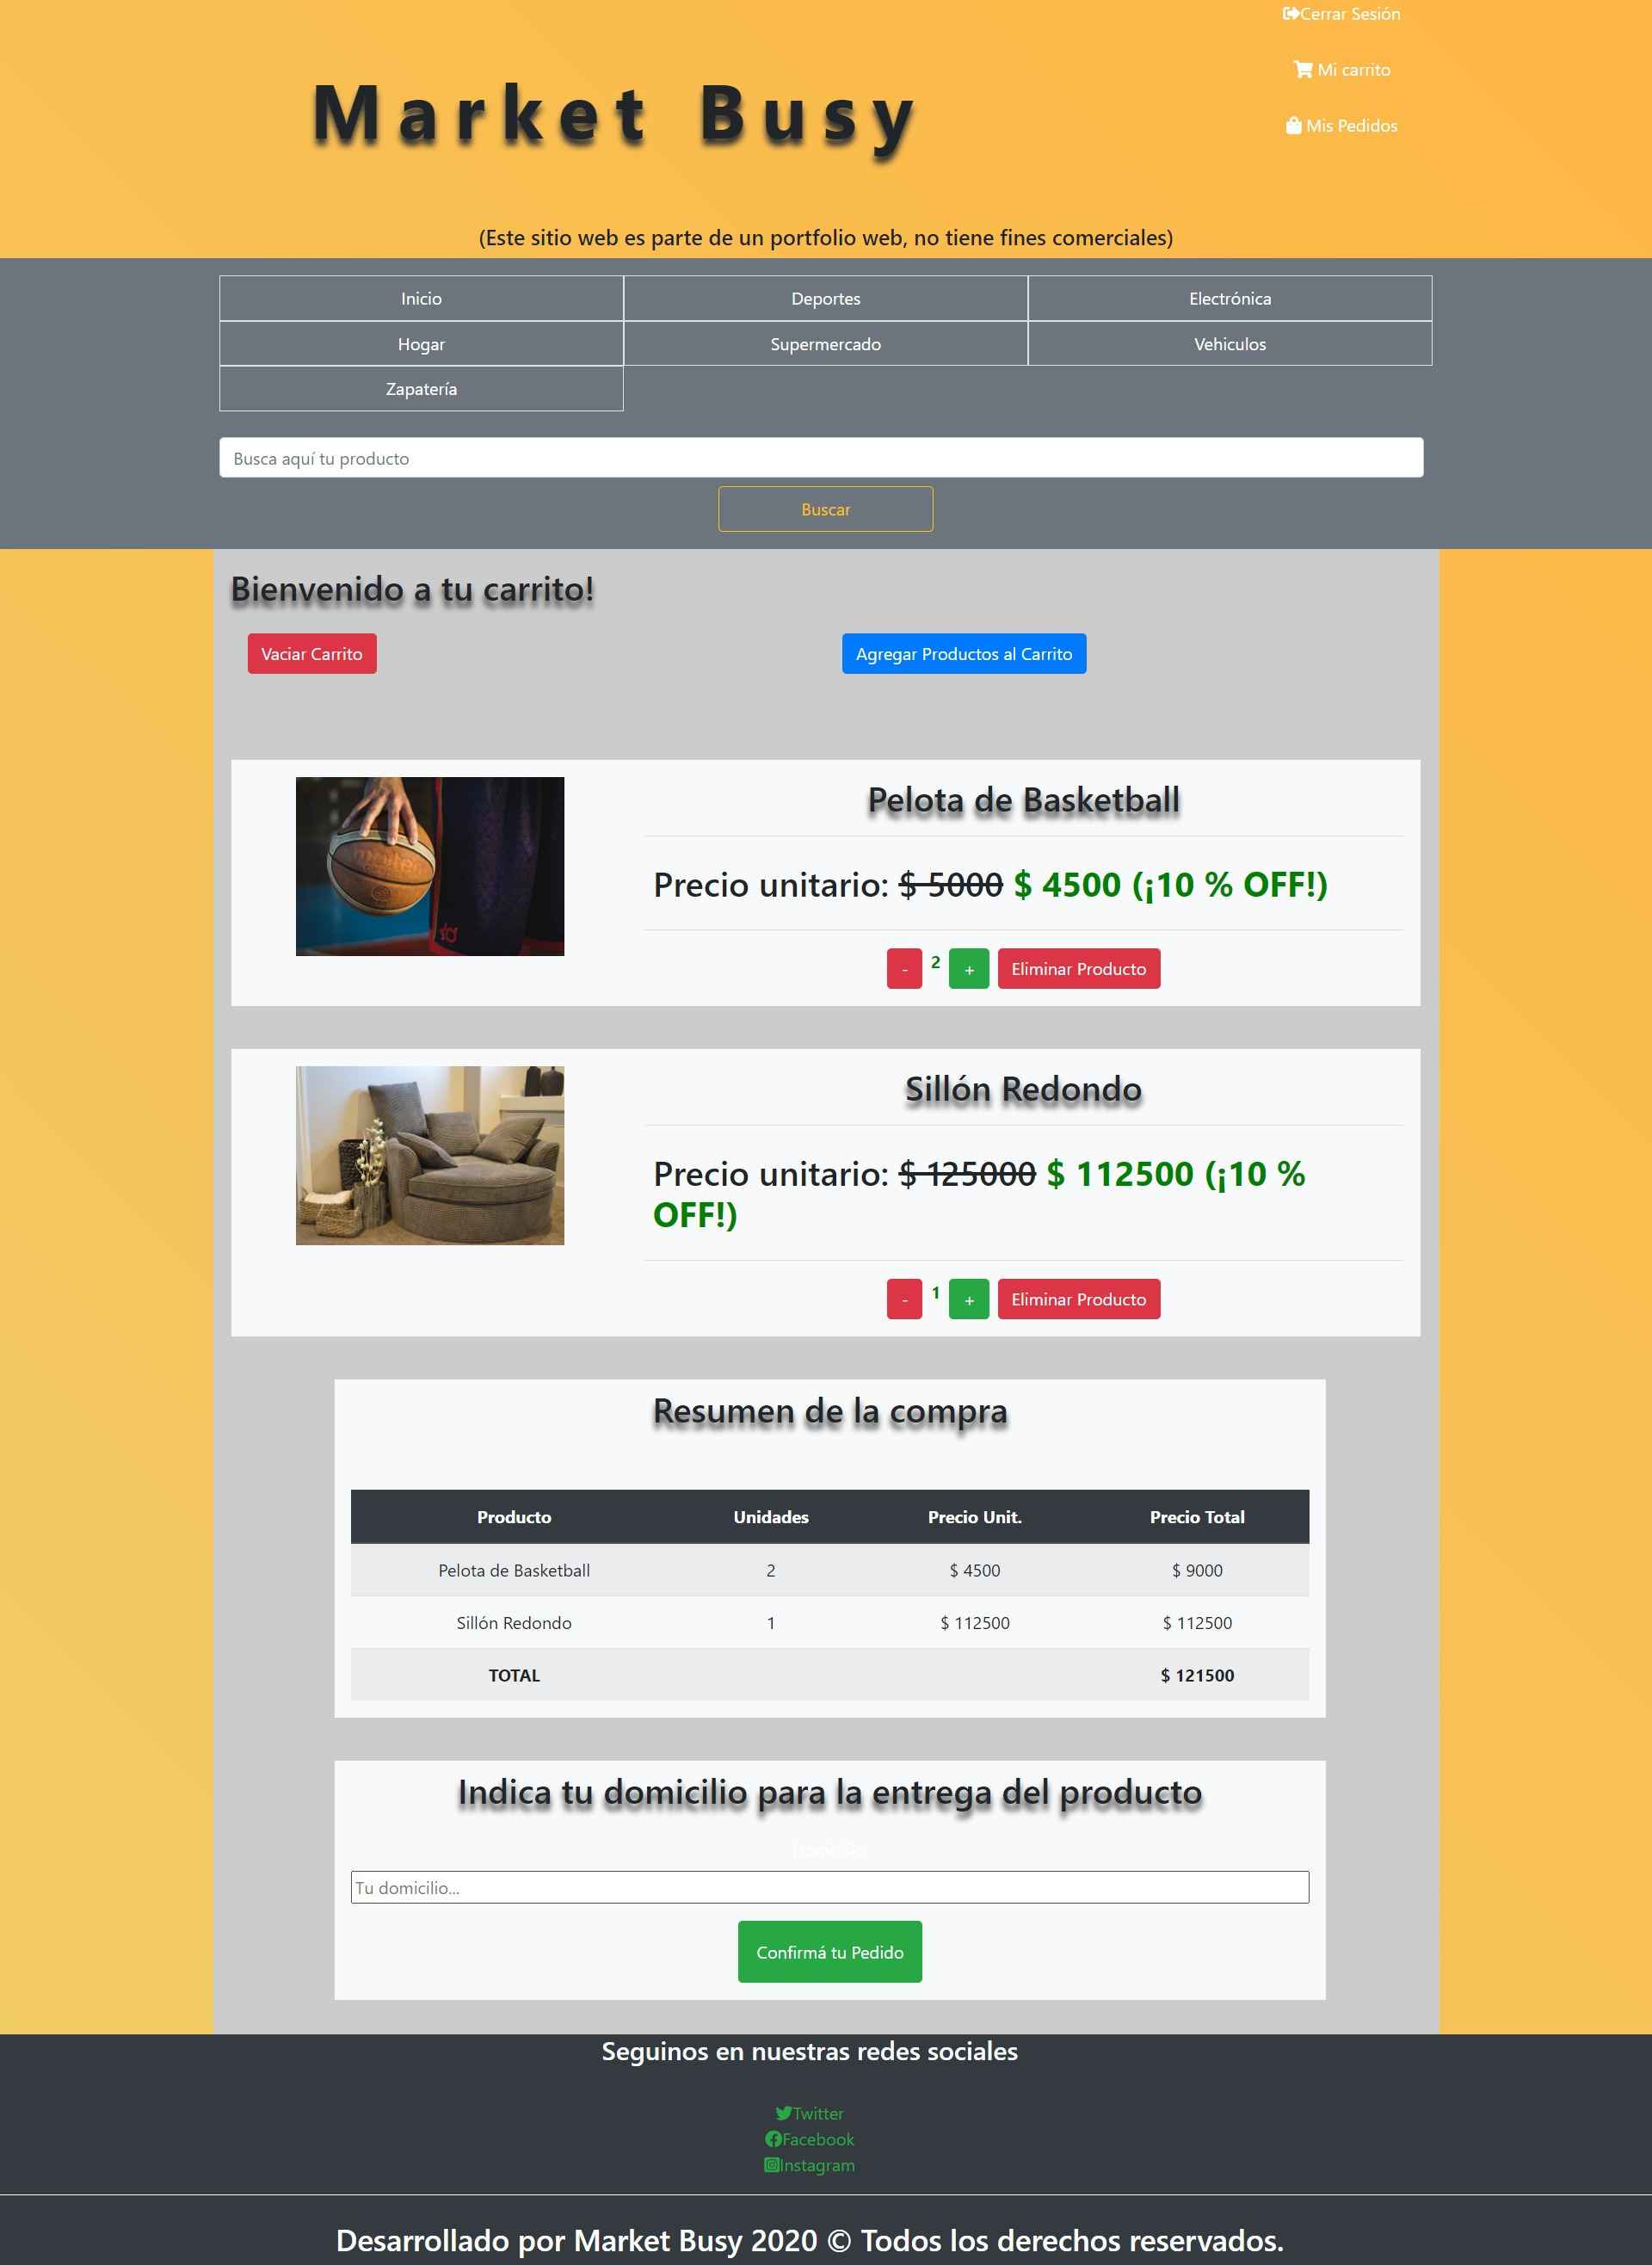 Cerrar Sesión
Mi carrito
Mis Pedidos
Market Busy
(Este sitio web es parte de un portfolio web, no tiene fines comerciales)
Inicio Deportes Electrónica
Hogar Supermercado Vehiculos
Zapatería
Busca aquí tu producto
Buscar
Bienvenido a tu carrito!
Vaciar Carrito Agregar Productos al Carrito
Pelota de Basketball
Precio unitario: $ 5000 $ 4500 (¡10 % OFF!)
- 2 + Eliminar Producto
Sillón Redondo
Precio unitario: $ 125000 $ 112500 (¡10 %
OFF!)
- 1 + Eliminar Producto
Resumen de la compra
Producto Unidades Precio Unit. Precio Total
Pelota de Basketball 2 $ 4500 $ 9000
Sillón Redondo 1 $ 112500 $ 112500
TOTAL $ 121500
Indica tu domicilio para la entrega del producto
Tu domicilio...
Confirmá tu Pedido
Seguinos en nuestras redes sociales
Twitter
Facebook
Instagram
Desarrollado por Market Busy 2020 © Todos los derechos reservados.